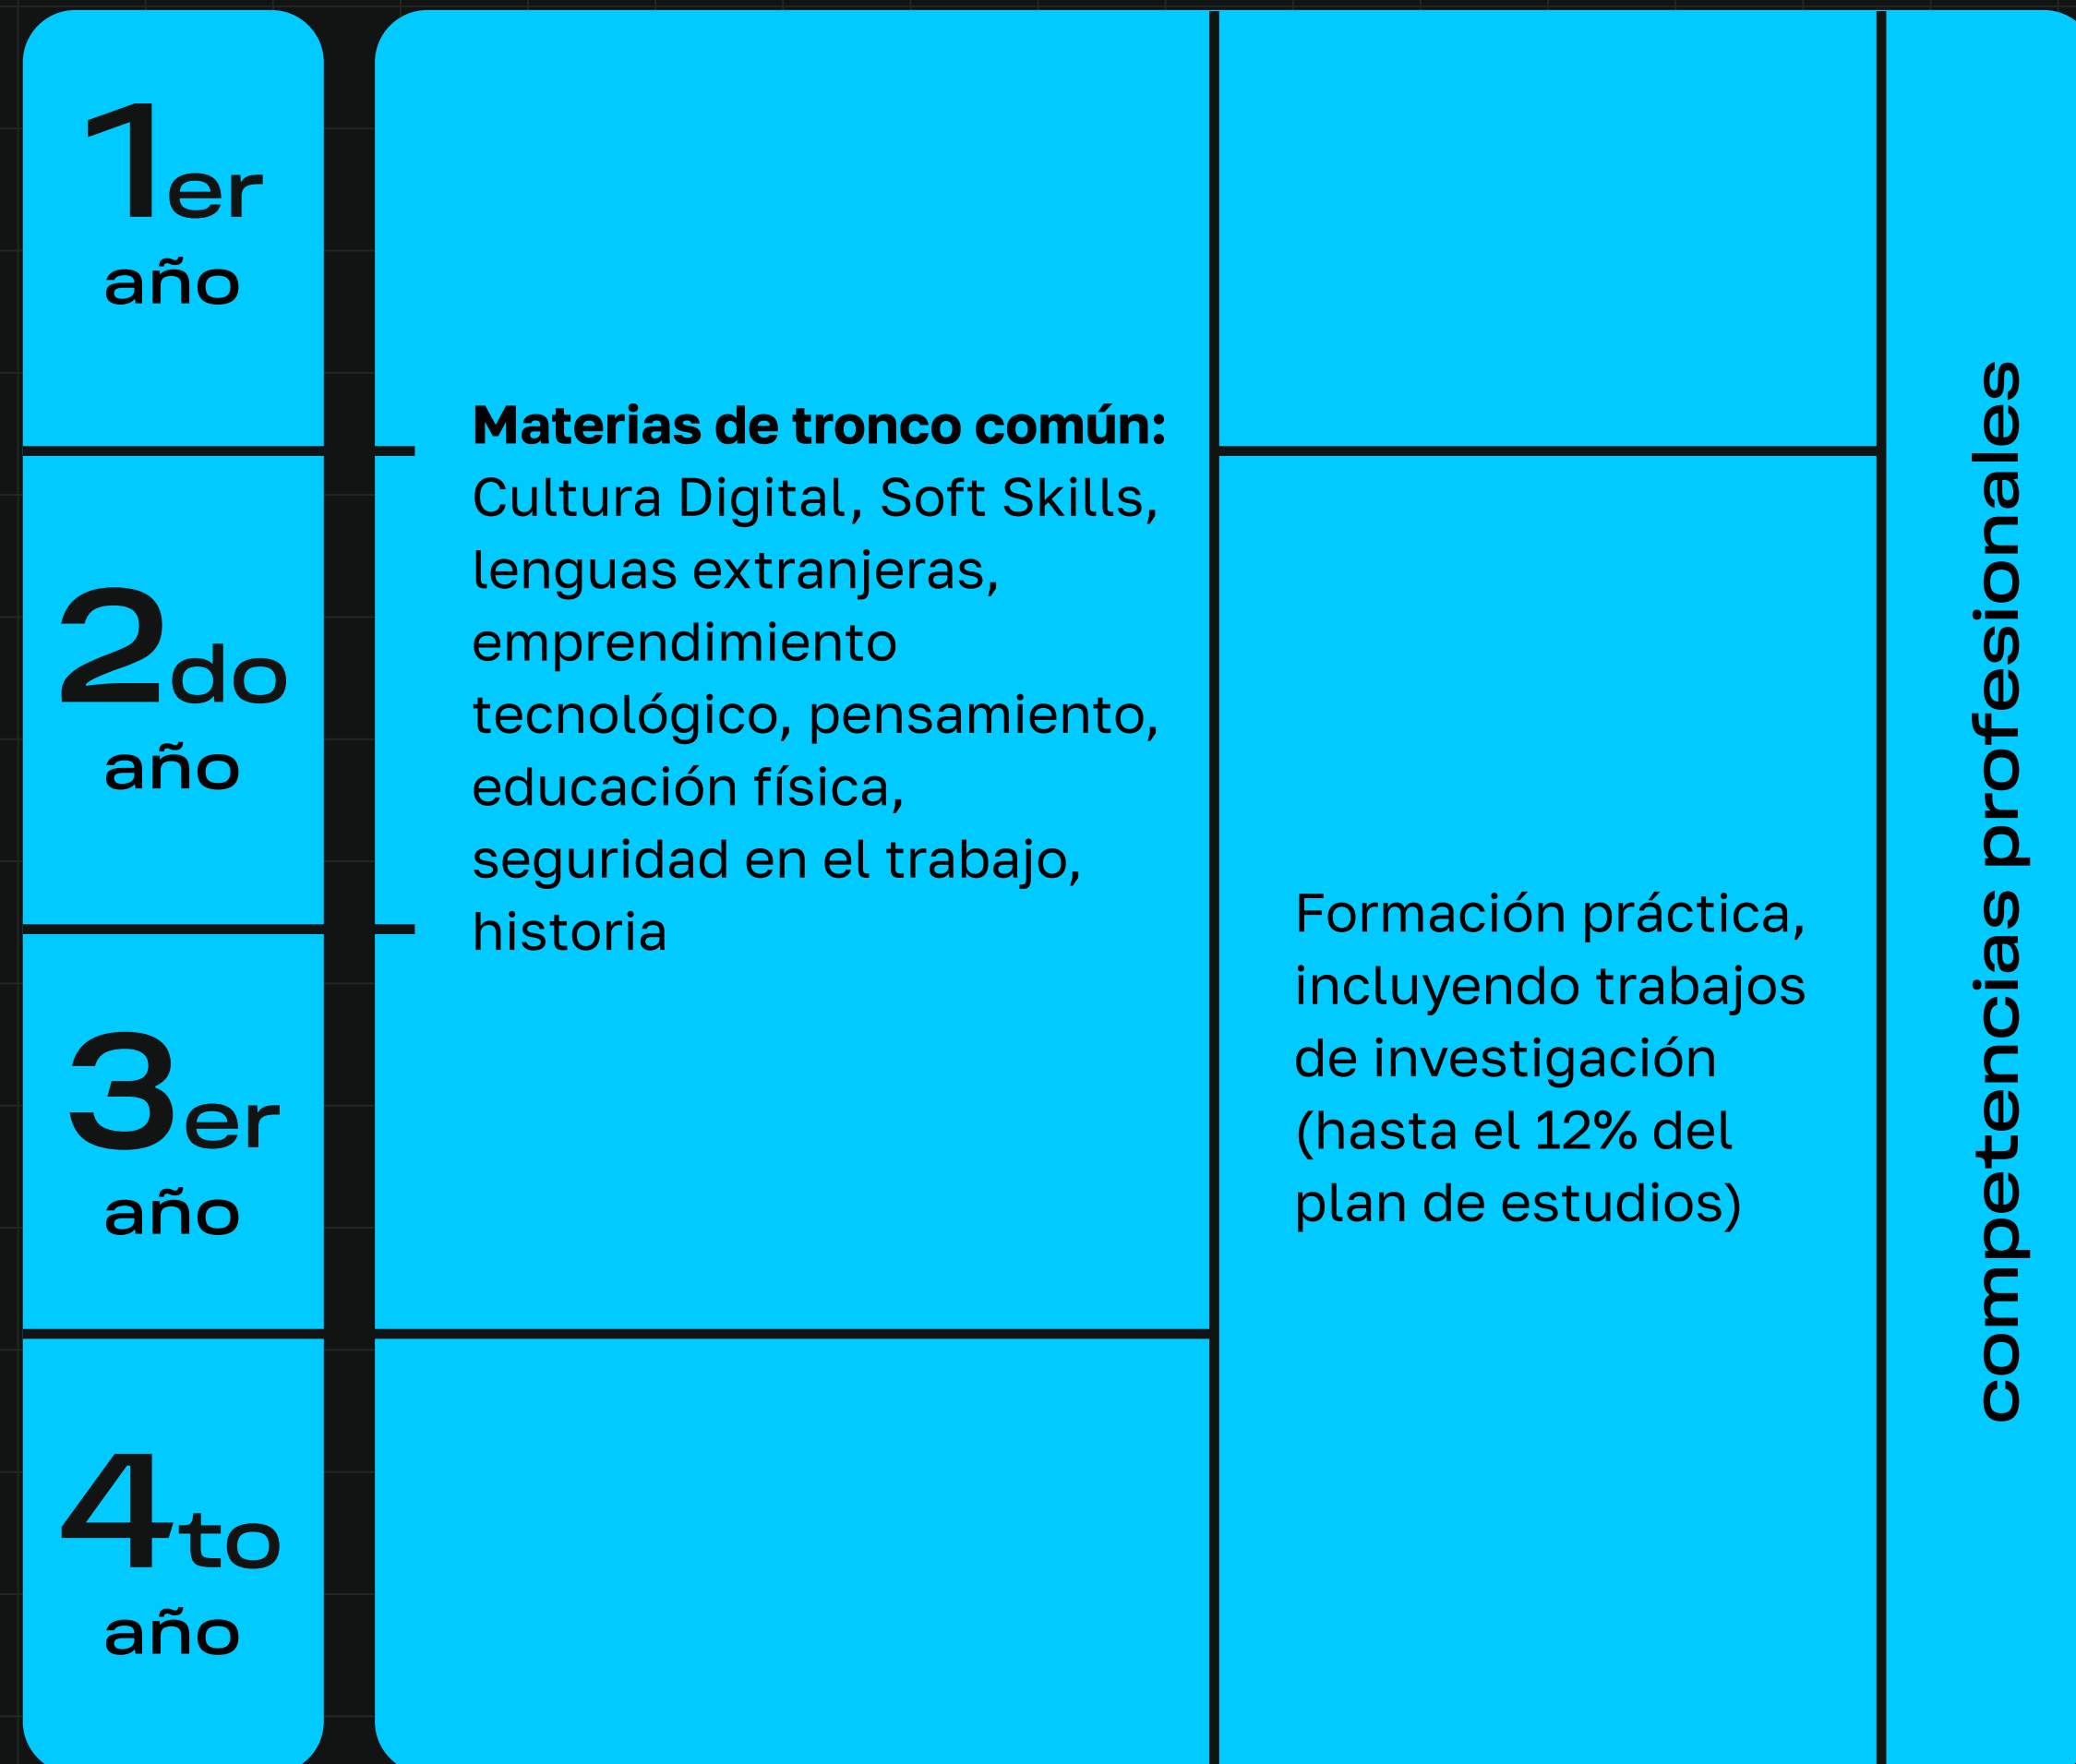 1er
año
2do
año
3er
año
4to
año
Materias de tronco común:
Cultura Digital, Soft Skills,
lenguas extranjeras,
emprendimiento
tecnológico, pensamiento,
educación física,
seguridad en el trabajo,
historia
Formación práctica,
incluyendo trabajos
de investigación
(hasta el 12% del
plan de estudios)
competencias profesionales